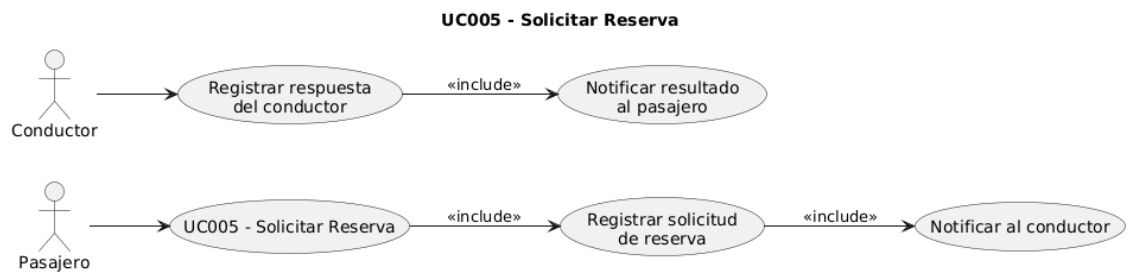 UC005 - Solicitar Reserva
Conductor
Registrar respuesta
del conductor
«include»
Notificar resultado
al pasajero
Pasajero
UC005 - Solicitar Reserva
«include»
Registrar solicitud
de reserva
«include»
Notificar al conductor